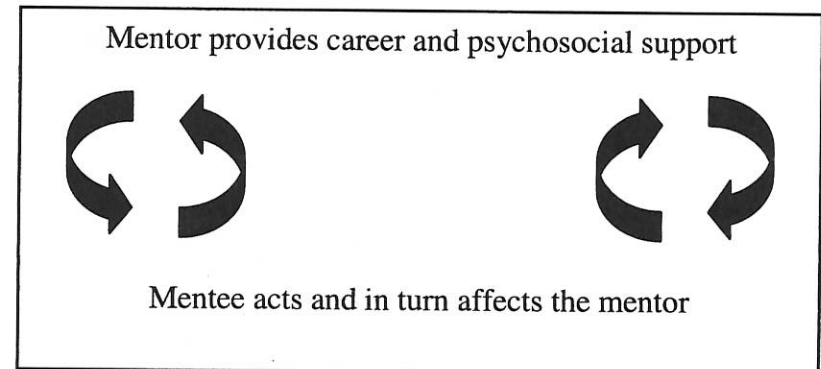 Mentor provides career and psychosocial support
Mentee acts and in turn affects the mentor